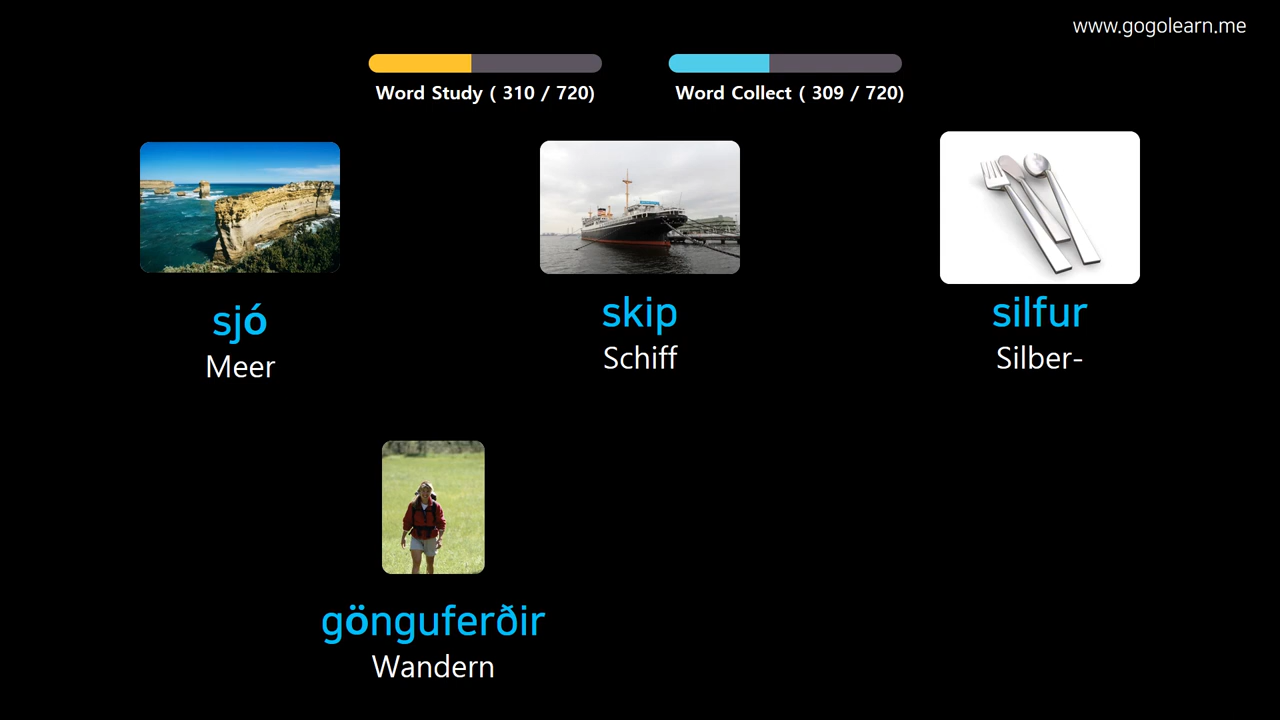 www.gogolearn.me
Word Study ( 310 / 720)
Word Collect ( 309 / 720)
sjó
Meer
skip
Schiff
silfur
Silber-
gönguferðir
Wandern